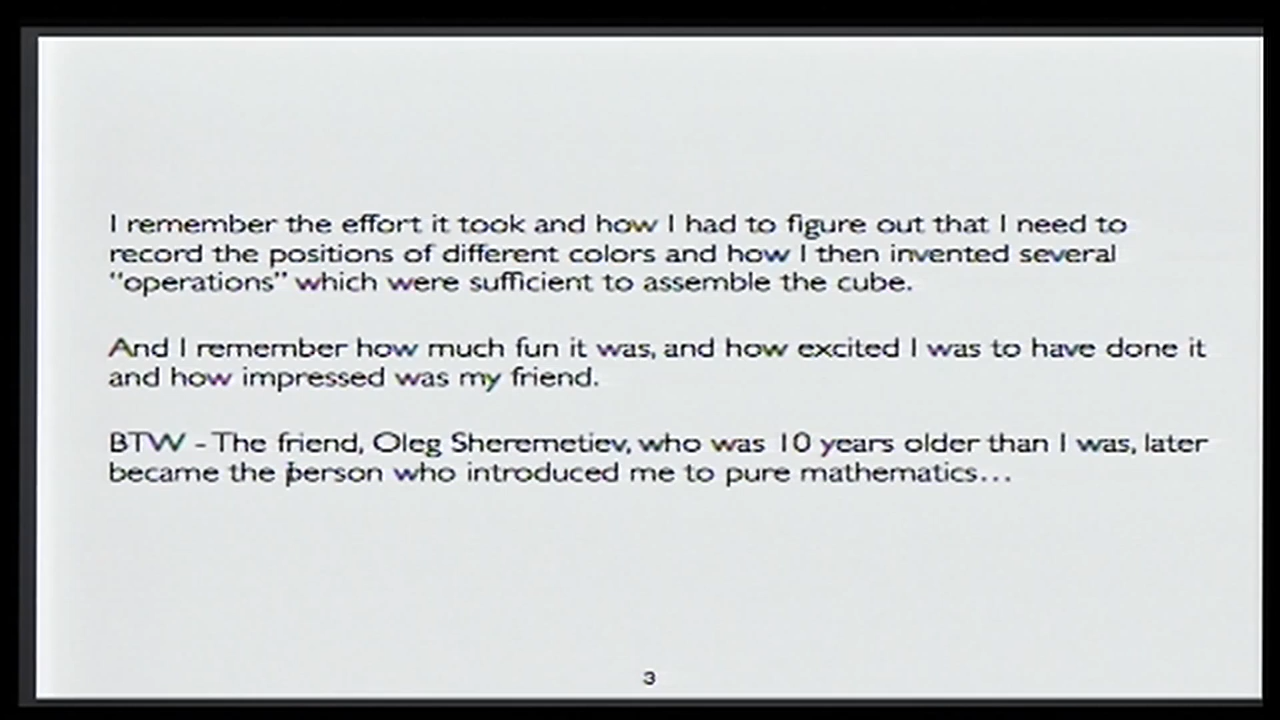 I remember the effort it took and how I had to figure out that I need to
record the positions of different colors and how I then invented several
“operations” which were sufficient to assemble the cube.
And I remember how much fun it was, and how excited I was to have done it
and how impressed was my friend.
BTW - The friend, Oleg Sheremetiev, who was 10 years older than I was, later
became the person who introduced me to pure mathematics...
3